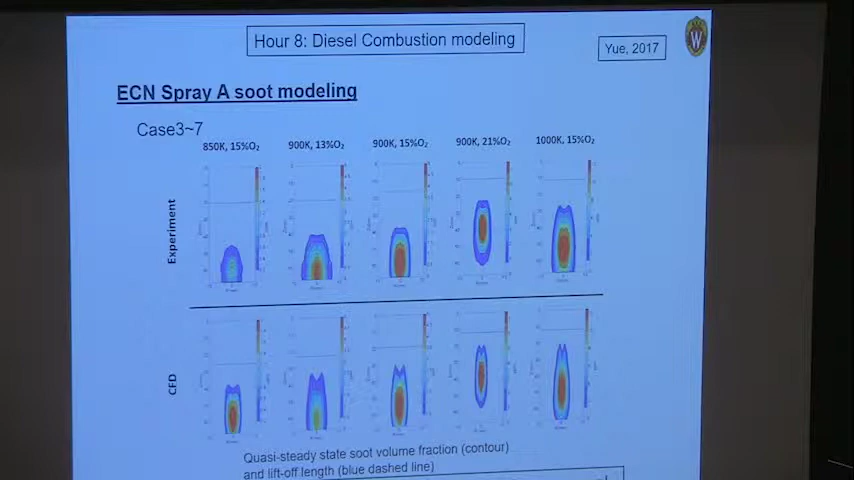 Hour 8: Diesel Combustion modeling
Yue, 2017
W
ECN Spray A soot modeling
Case3~7
850K, 15%O₂ 900K, 13%O₂ 900K, 15%O₂ 900K, 21%O₂ 1000K, 15%O₂
Experiment
CFD
Quasi-steady state soot volume fraction (contour)
and lift-off length (blue dashed line)